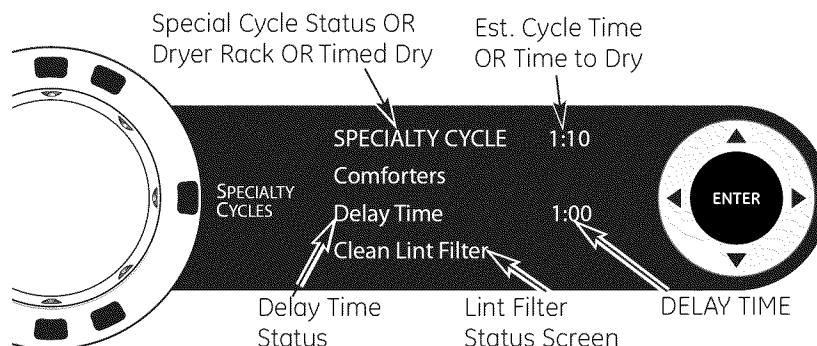 Special Cycle Status OR
Dryer Rack OR Timed Dry
Est. Cycle Time
OR Time to Dry
SPECIALTY CYCLE 1:10
Comforters
SPECIALTY
CYCLES
Delay Time 1:00
Clean Lint Filter
ENTER
Delay Time
Status
Lint Filter
Status Screen
DELAY TIME